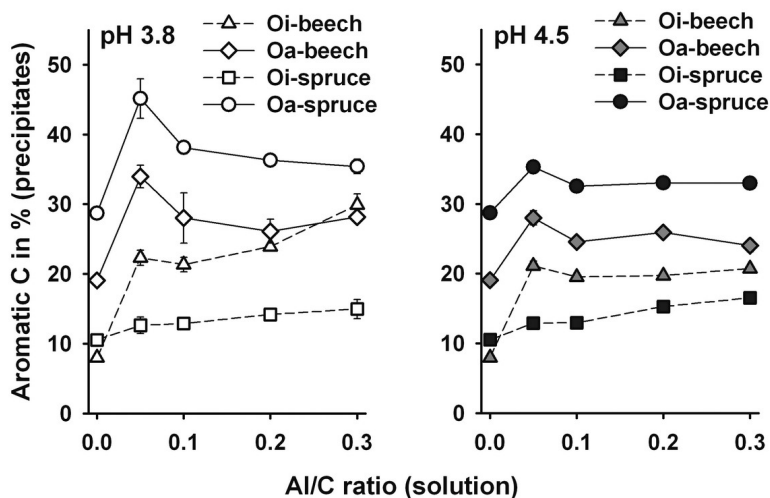 pH 3.8
Oi-beech
Oa-beech
Oi-spruce
Oa-spruce
pH 4.5
Oi-beech
Oa-beech
Oi-spruce
Oa-spruce
Aromatic C in % (precipitates)
50
40
30
20
10
0
0.0 0.1 0.2 0.3
50
40
30
20
10
0
0.0 0.1 0.2 0.3
Al/C ratio (solution)